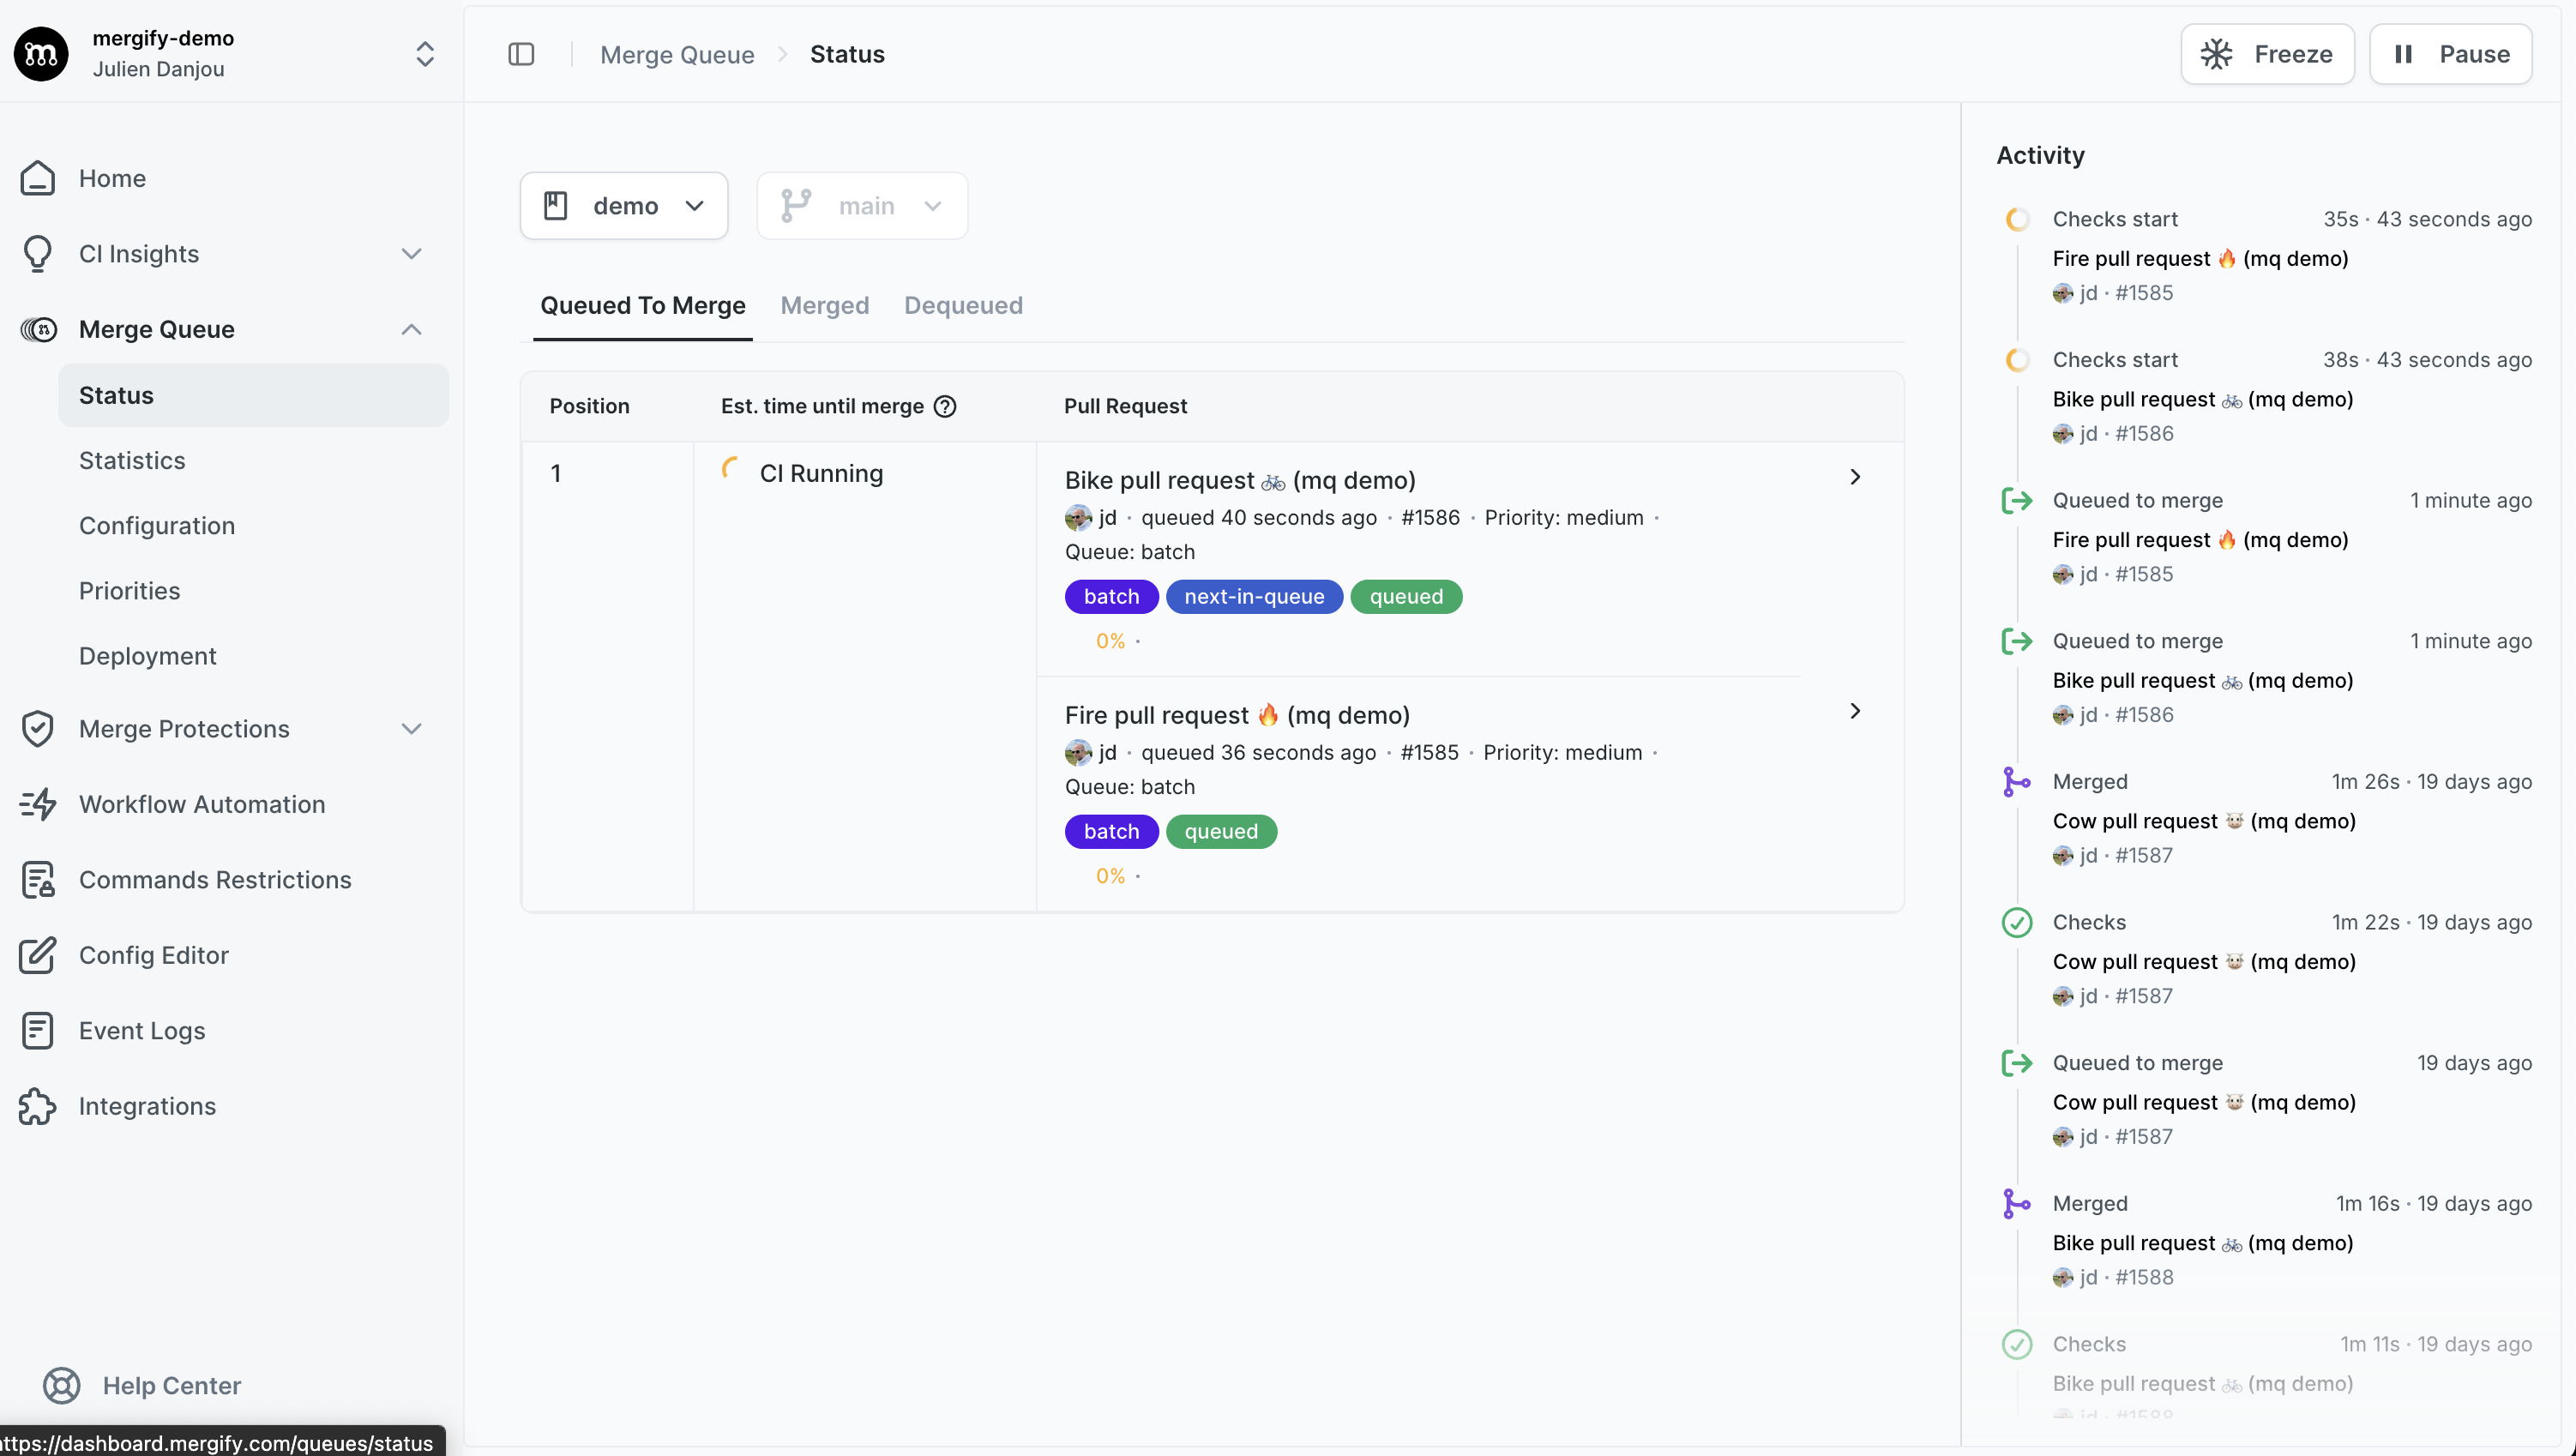 mergify-demo
Julien Danjou
Home
CI Insights
Merge Queue
Status
Statistics
Configuration
Priorities
Deployment
Merge Protections
Workflow Automation
Commands Restrictions
Config Editor
Event Logs
Integrations
Help Center
ttps://dashboard.mergify.com/queues/status
Merge Queue > Status
Freeze
Pause
demo
main
Queued To Merge Merged Dequeued
Position Est. time until merge Pull Request
1 CI Running
Bike pull request 🚲 (mq demo)
jd · queued 40 seconds ago · #1586 · Priority: medium ·
Queue: batch
batch next-in-queue queued
0% ·
Fire pull request 🔥 (mq demo)
jd · queued 36 seconds ago · #1585 · Priority: medium ·
Queue: batch
batch queued
0% ·
Activity
Checks start 35s · 43 seconds ago
Fire pull request 🔥 (mq demo)
jd · #1585
Checks start 38s · 43 seconds ago
Bike pull request 🚲 (mq demo)
jd · #1586
Queued to merge 1 minute ago
Fire pull request 🔥 (mq demo)
jd · #1585
Queued to merge 1 minute ago
Bike pull request 🚲 (mq demo)
jd · #1586
Merged 1m 26s · 19 days ago
Cow pull request 🐮 (mq demo)
jd · #1587
Checks 1m 22s · 19 days ago
Cow pull request 🐮 (mq demo)
jd · #1587
Queued to merge 19 days ago
Cow pull request 🐮 (mq demo)
jd · #1587
Merged 1m 16s · 19 days ago
Bike pull request 🚲 (mq demo)
jd · #1588
Checks 1m 11s · 19 days ago
Bike pull request 🚲 (mq demo)
jd · #1588